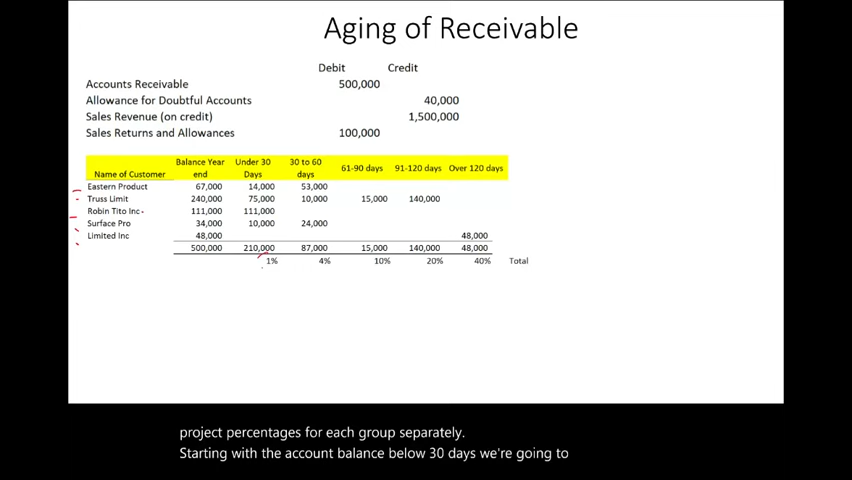 Aging of Receivable
Debit Credit
Accounts Receivable 500,000
Allowance for Doubtful Accounts 40,000
Sales Revenue (on credit) 1,500,000
Sales Returns and Allowances 100,000
Name of Customer Balance Year end Under 30 Days 30 to 60 days 61-90 days 91-120 days Over 120 days
Eastern Product 67,000 14,000 53,000
Truss Limit 240,000 75,000 10,000 15,000 140,000
Robin Tito Inc 111,000 111,000
Surface Pro 34,000 10,000 24,000
Limited Inc 48,000 48,000
500,000 210,000 87,000 15,000 140,000 48,000
1% 4% 10% 20% 40% Total
project percentages for each group separately.
Starting with the account balance below 30 days we're going to